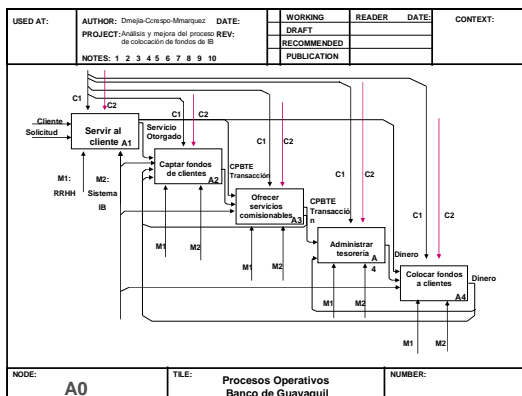 USED AT:
AUTHOR: Dmejia-Ccrespo-Mmarquez DATE:
PROJECT: Análisis y mejora del proceso REV:
de colocación de fondos de IB
NOTES: 1 2 3 4 5 6 7 8 9 10
WORKING
DRAFT
RECOMMENDED
PUBLICATION
READER DATE:
CONTEXT:
C1
C2
Cliente
Solicitud
Servir al
cliente A1
Servicio
Otorgado
C1
C2
M1:
RRHH
M2:
Sistema
IB
Captar fondos
de clientes
A2
CPBTE
Transacción
C1
C2
M1
M2
Ofrecer
servicios
comisionables
A3
CPBTE
Transacció
n
C1
C2
M1
M2
Administrar
tesorería
A
4
Dinero
C1
C2
M1
M2
Colocar fondos
a clientes
A4
Dinero
M1
M2
NODE:
A0
TILE:
Procesos Operativos
Banco de Guayaquil
NUMBER: